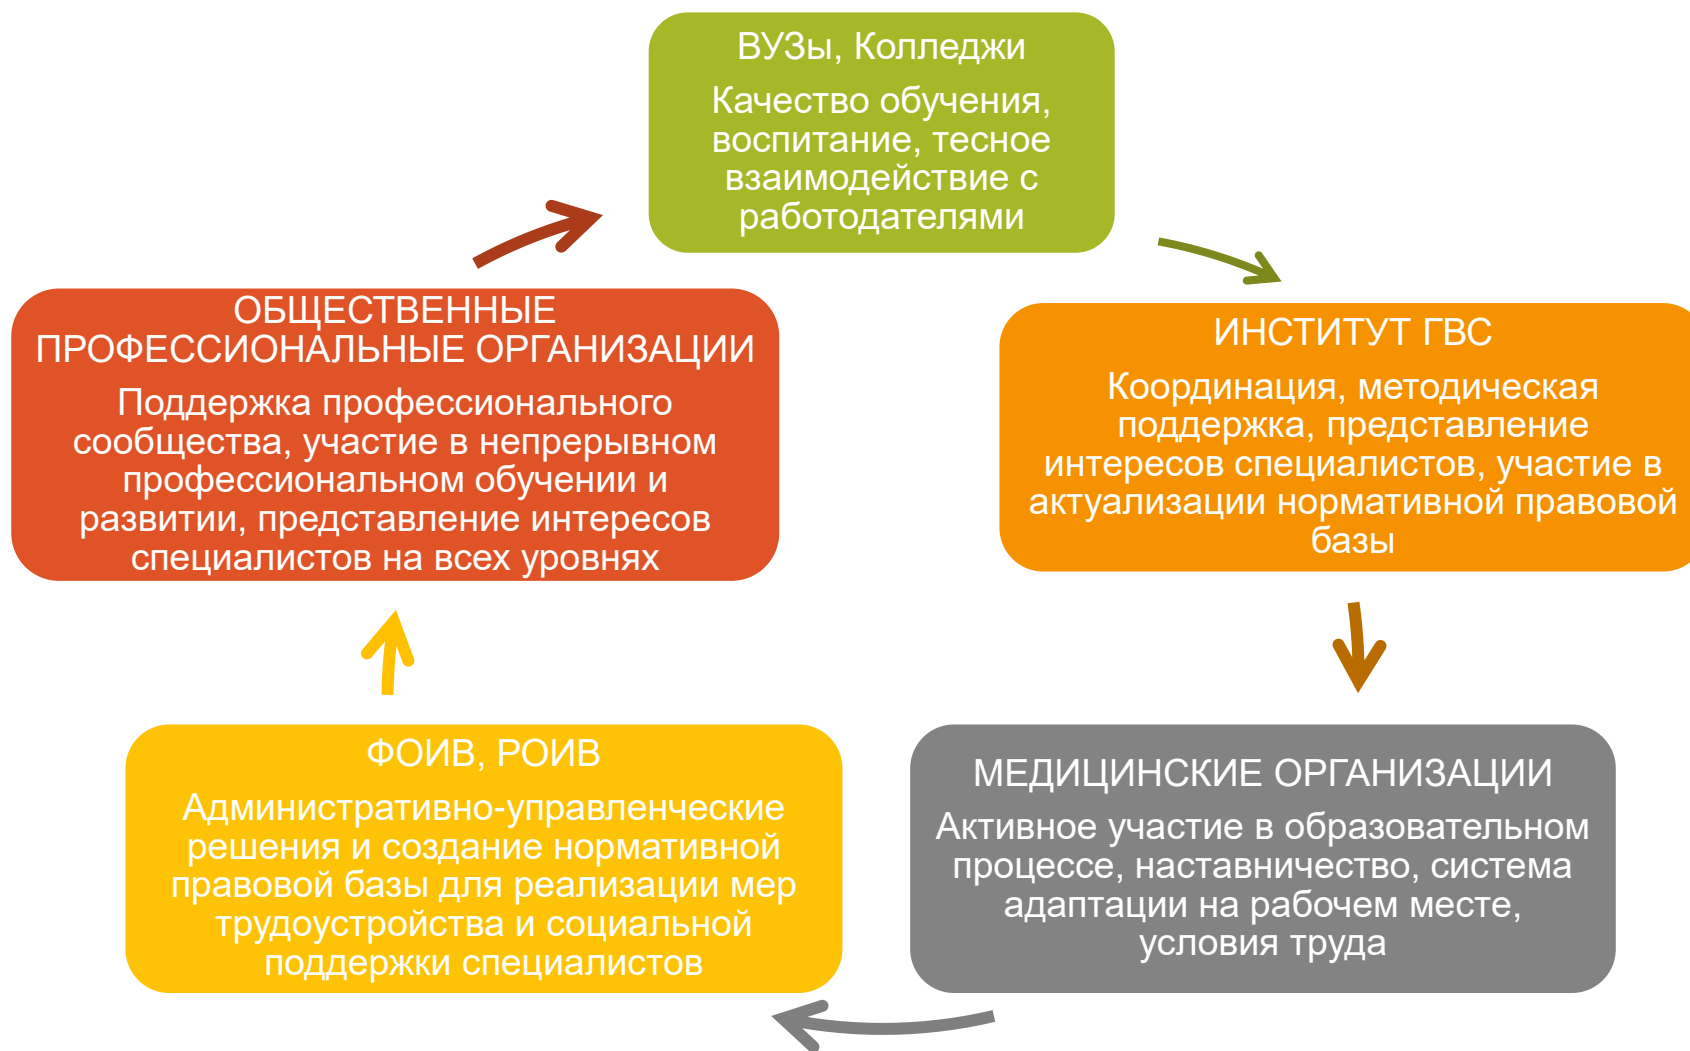 ВУЗы, Колледжи
Качество обучения,
воспитание, тесное
взаимодействие с
работодателями
ИНСТИТУТ ГВС
Координация, методическая
поддержка, представление
интересов специалистов, участие в
актуализации нормативной правовой
базы
МЕДИЦИНСКИЕ ОРГАНИЗАЦИИ
Активное участие в образовательном
процессе, наставничество, система
адаптации на рабочем месте,
условия труда
ФОИВ, РОИВ
Административно-управленческие
решения и создание нормативной
правовой базы для реализации мер
трудоустройства и социальной
поддержки специалистов
ОБЩЕСТВЕННЫЕ
ПРОФЕССИОНАЛЬНЫЕ ОРГАНИЗАЦИИ
Поддержка профессионального
сообщества, участие в непрерывном
профессиональном обучении и
развитии, представление интересов
специалистов на всех уровнях